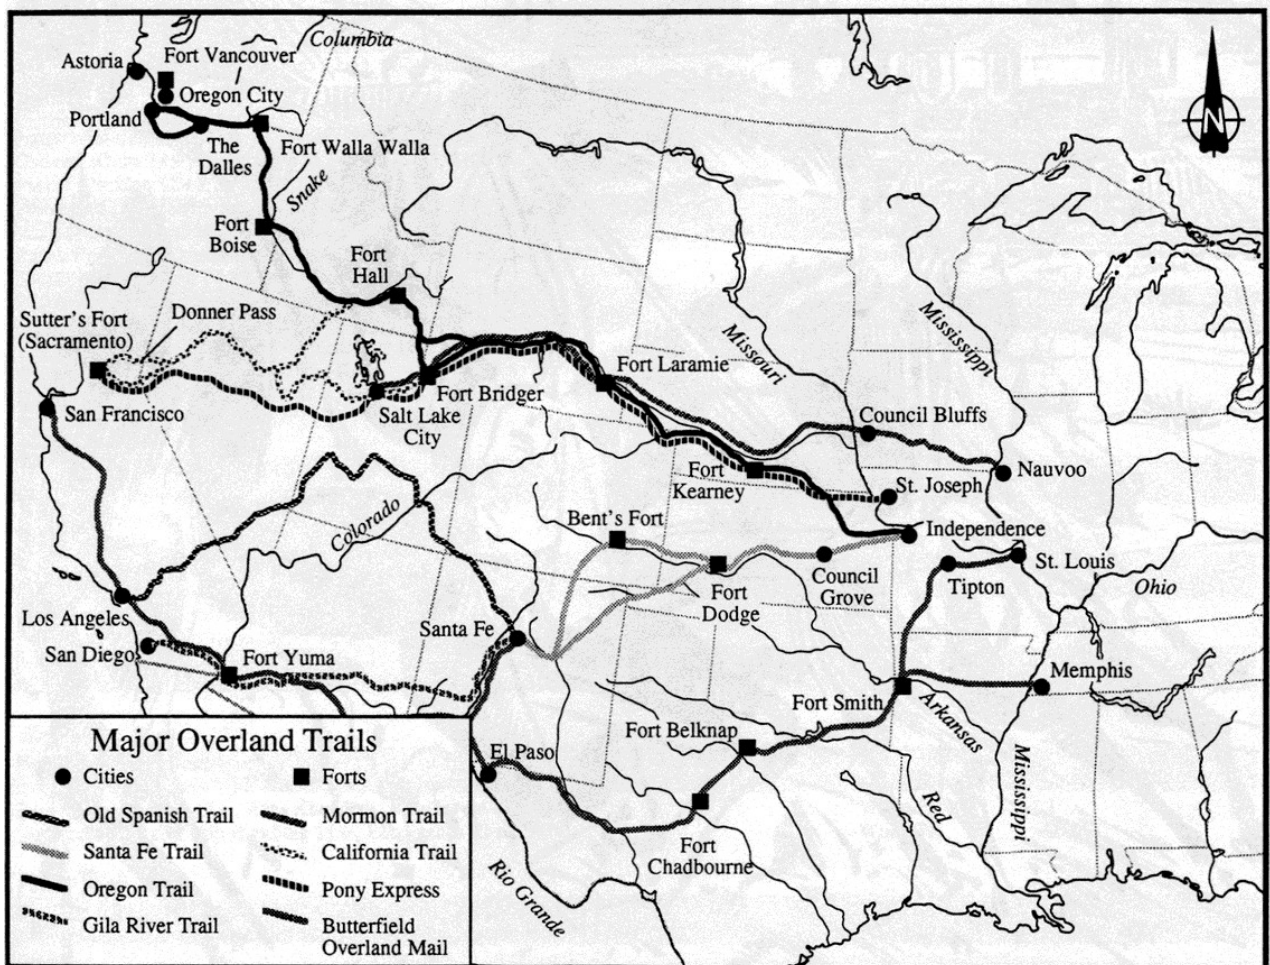 Columbia
Astoria
Fort Vancouver
Oregon City
Portland
The
Dalles
Fort Walla Walla
Snake
Fort
Boise
Fort
Hall
N
Sutter's Fort
(Sacramento)
Donner Pass
San Francisco
Salt Lake
City
Fort Bridger
Fort Laramie
Missouri
Mississippi
Council Bluffs
Nauvoo
Fort
Kearney
St. Joseph
Independence
Bent's Fort
Colorado
Fort
Dodge
Council
Grove
Tipton
St. Louis
Ohio
Los Angeles
San Diego
Fort Yuma
Santa Fe
Memphis
Fort Smith
Arkansas
Fort Belknap
El Paso
Mississippi
Red
Fort
Chadbourne
Rio Grande
Major Overland Trails
Cities
Forts
Old Spanish Trail
Mormon Trail
Santa Fe Trail
California Trail
Oregon Trail
Pony Express
Gila River Trail
Butterfield
Overland Mail